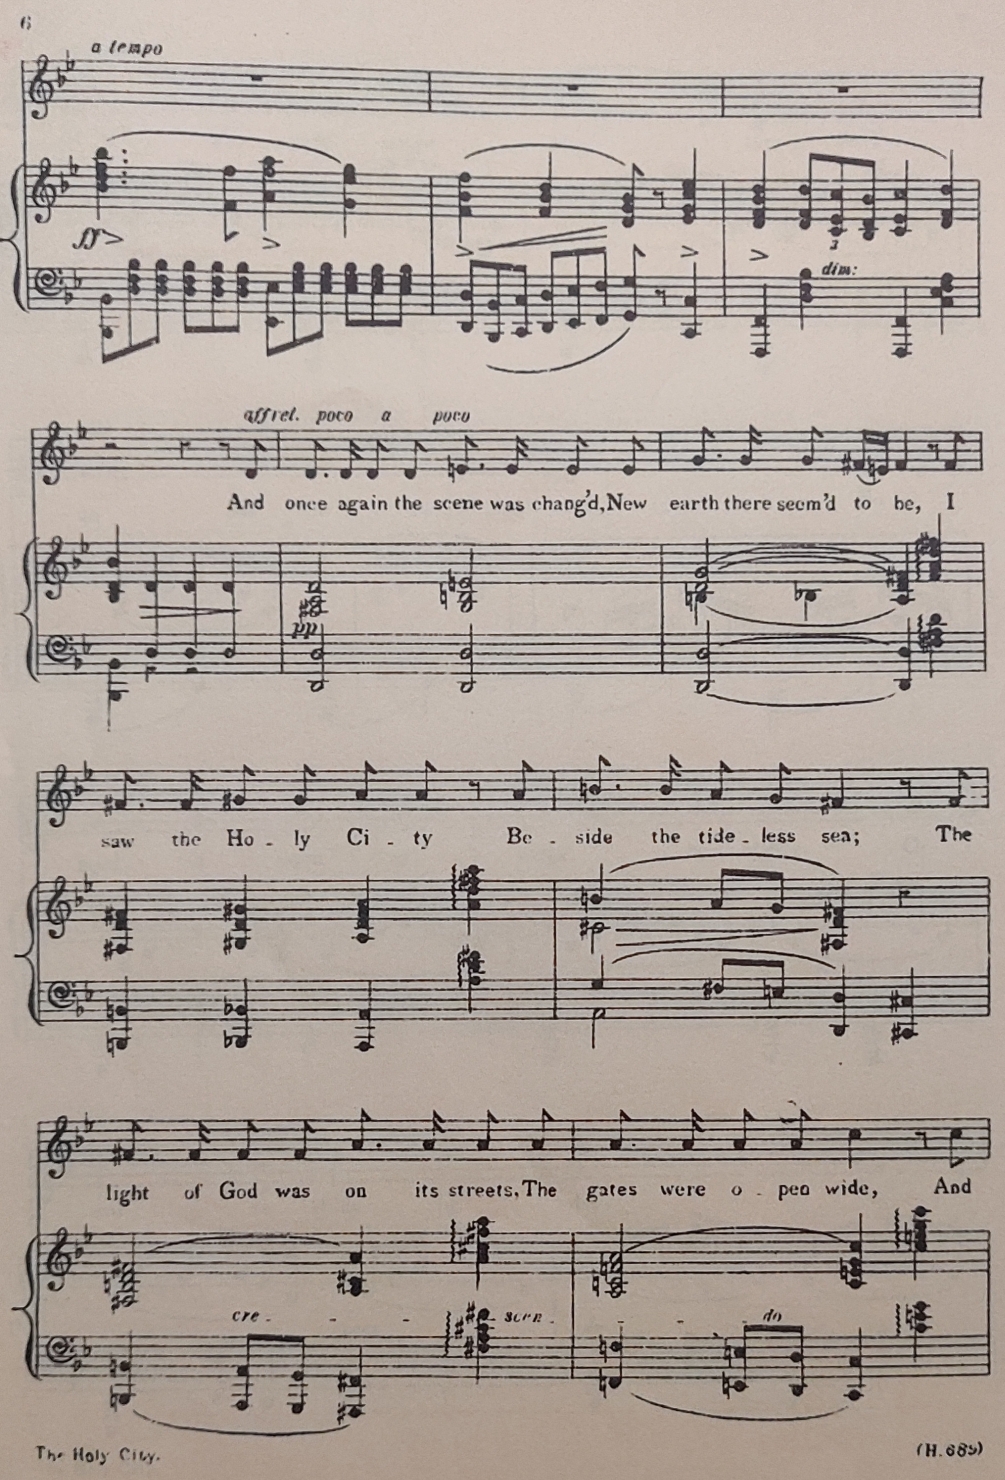 6
a tempo
ff
3
dim:
affret. poco a poco
And once again the scene was chang'd, New earth there seem'd to be, I
pp
saw the Ho - ly Ci - ty Be - side the tide - less sea; The
light of God was on its streets, The gates were o - pen wide, And
cre - - - scen - - - do
The Holy City.
(H. 689)